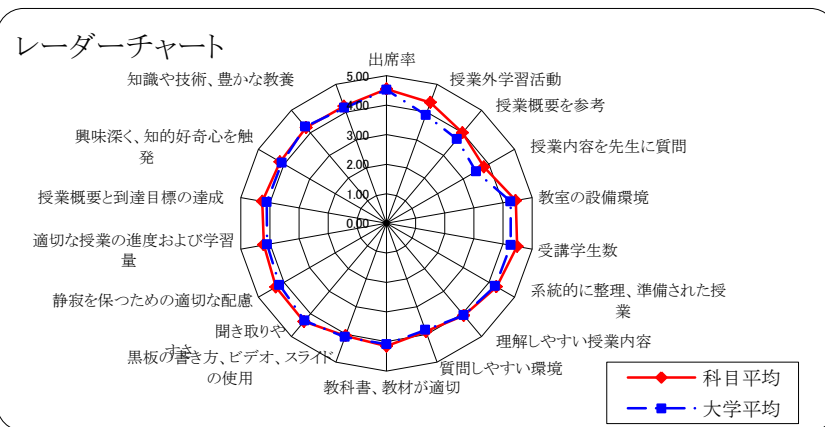 レーダーチャート
出席率
授業外学習活動
授業概要を参考
授業内容を先生に質問
教室の設備環境
受講学生数
系統的に整理、準備された授
業
理解しやすい授業内容
質問しやすい環境
教科書、教材が適切
黒板の書き方、ビデオ、スライド
の使用
聞き取りや
すさ
静寂を保つための適切な配慮
適切な授業の進度および学習
量
授業概要と到達目標の達成
興味深く、知的好奇心を触
発
知識や技術、豊かな教養
5.00
4.00
3.00
2.00
1.00
0.00
科目平均
大学平均